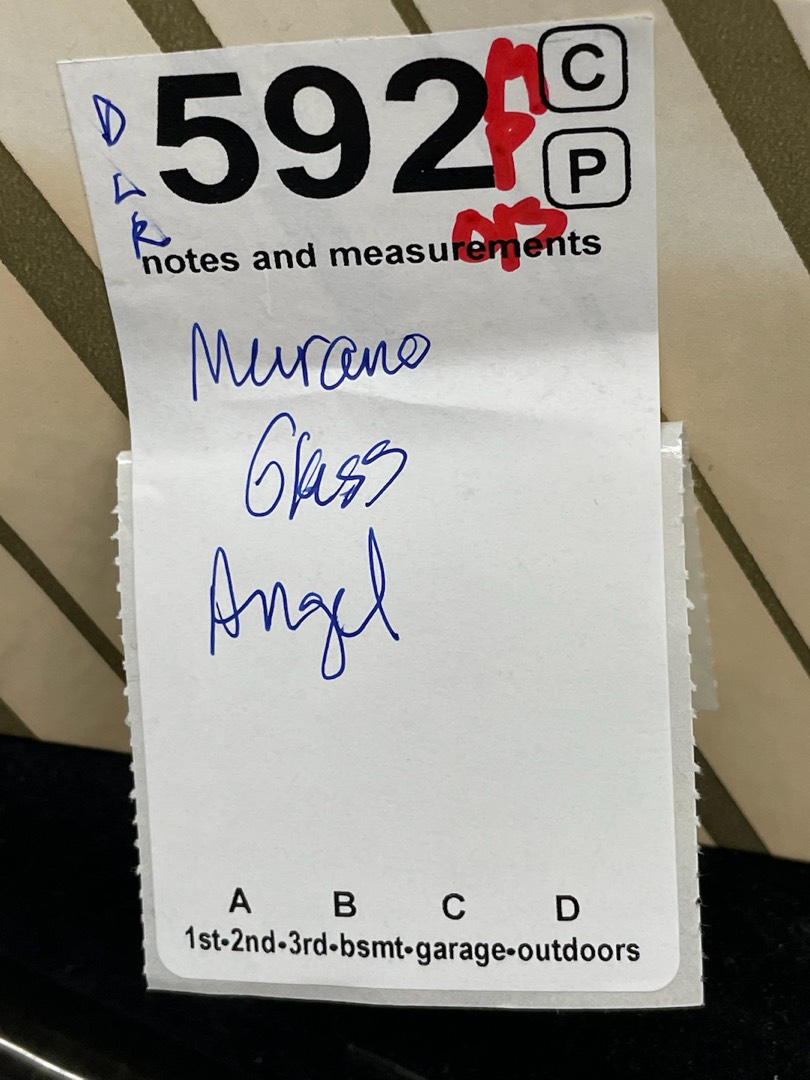 592 C
P
D
L
R
notes and measurements
Murano
Glass
Angel
A B C D
1st•2nd•3rd•bsmt•garage•outdoors